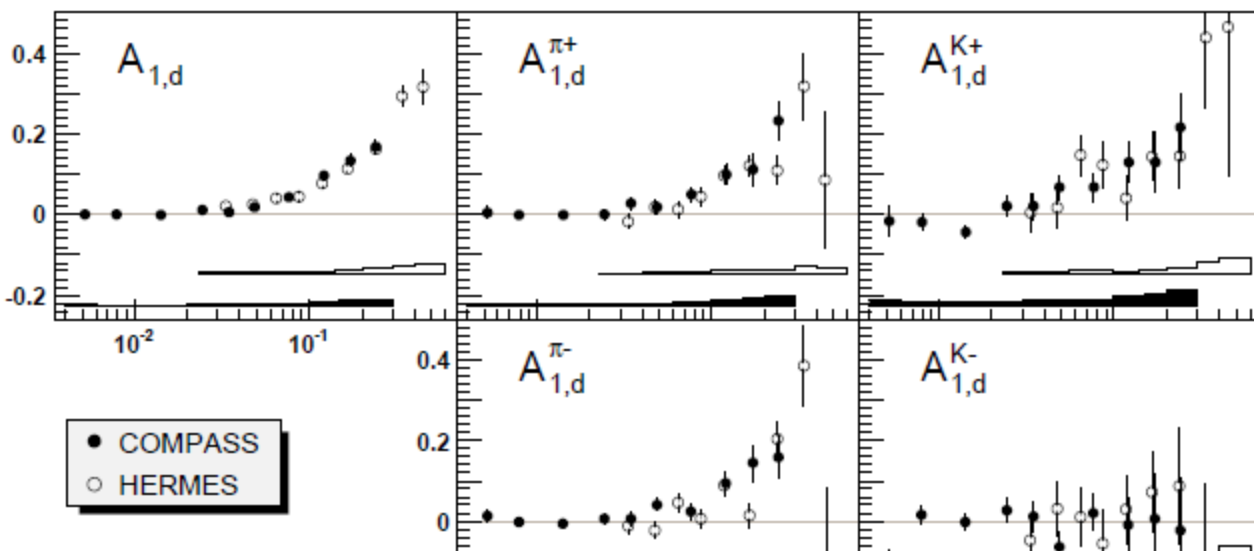 A1,d
Aπ+1,d
AK+1,d
0.4
0.2
0
-0.2
10-2
10-1
Aπ-1,d
AK-1,d
0.4
0.2
0
COMPASS
HERMES